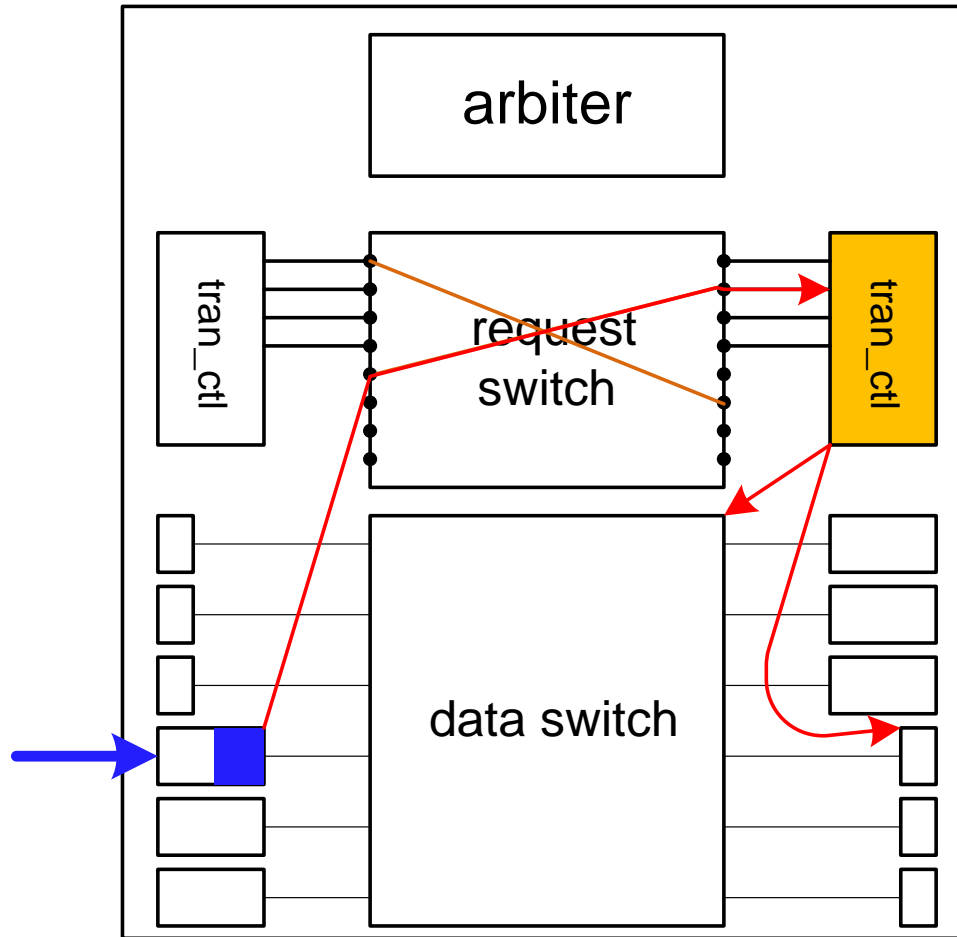 arbiter
tran_ctl
request
switch
tran_ctl
data switch